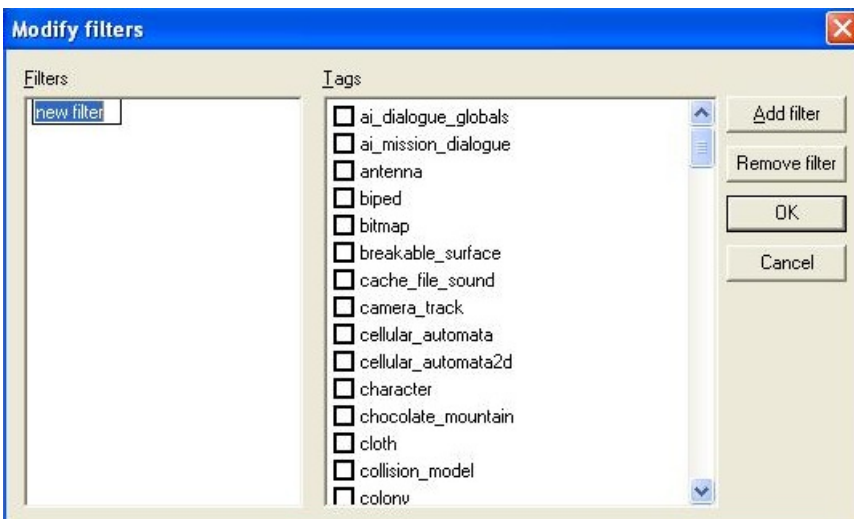 Modify filters
Filters
new filter
Tags
ai_dialogue_globals
ai_mission_dialogue
antenna
biped
bitmap
breakable_surface
cache_file_sound
camera_track
cellular_automata
cellular_automata2d
character
chocolate_mountain
cloth
collision_model
colony
Add filter
Remove filter
OK
Cancel